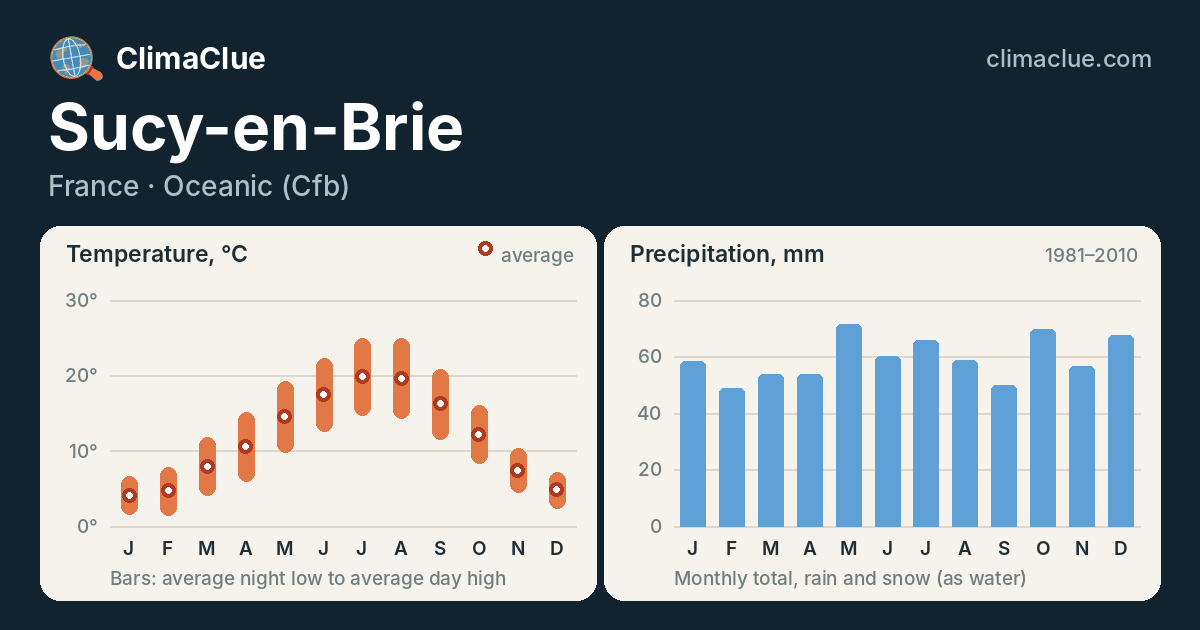 ClimaClue
climaclue.com
Sucy-en-Brie
France · Oceanic (Cfb)
Temperature, °C
average
30°
20°
10°
0°
J F M A M J J A S O N D
Bars: average night low to average day high
Precipitation, mm
1981–2010
80
60
40
20
0
J F M A M J J A S O N D
Monthly total, rain and snow (as water)